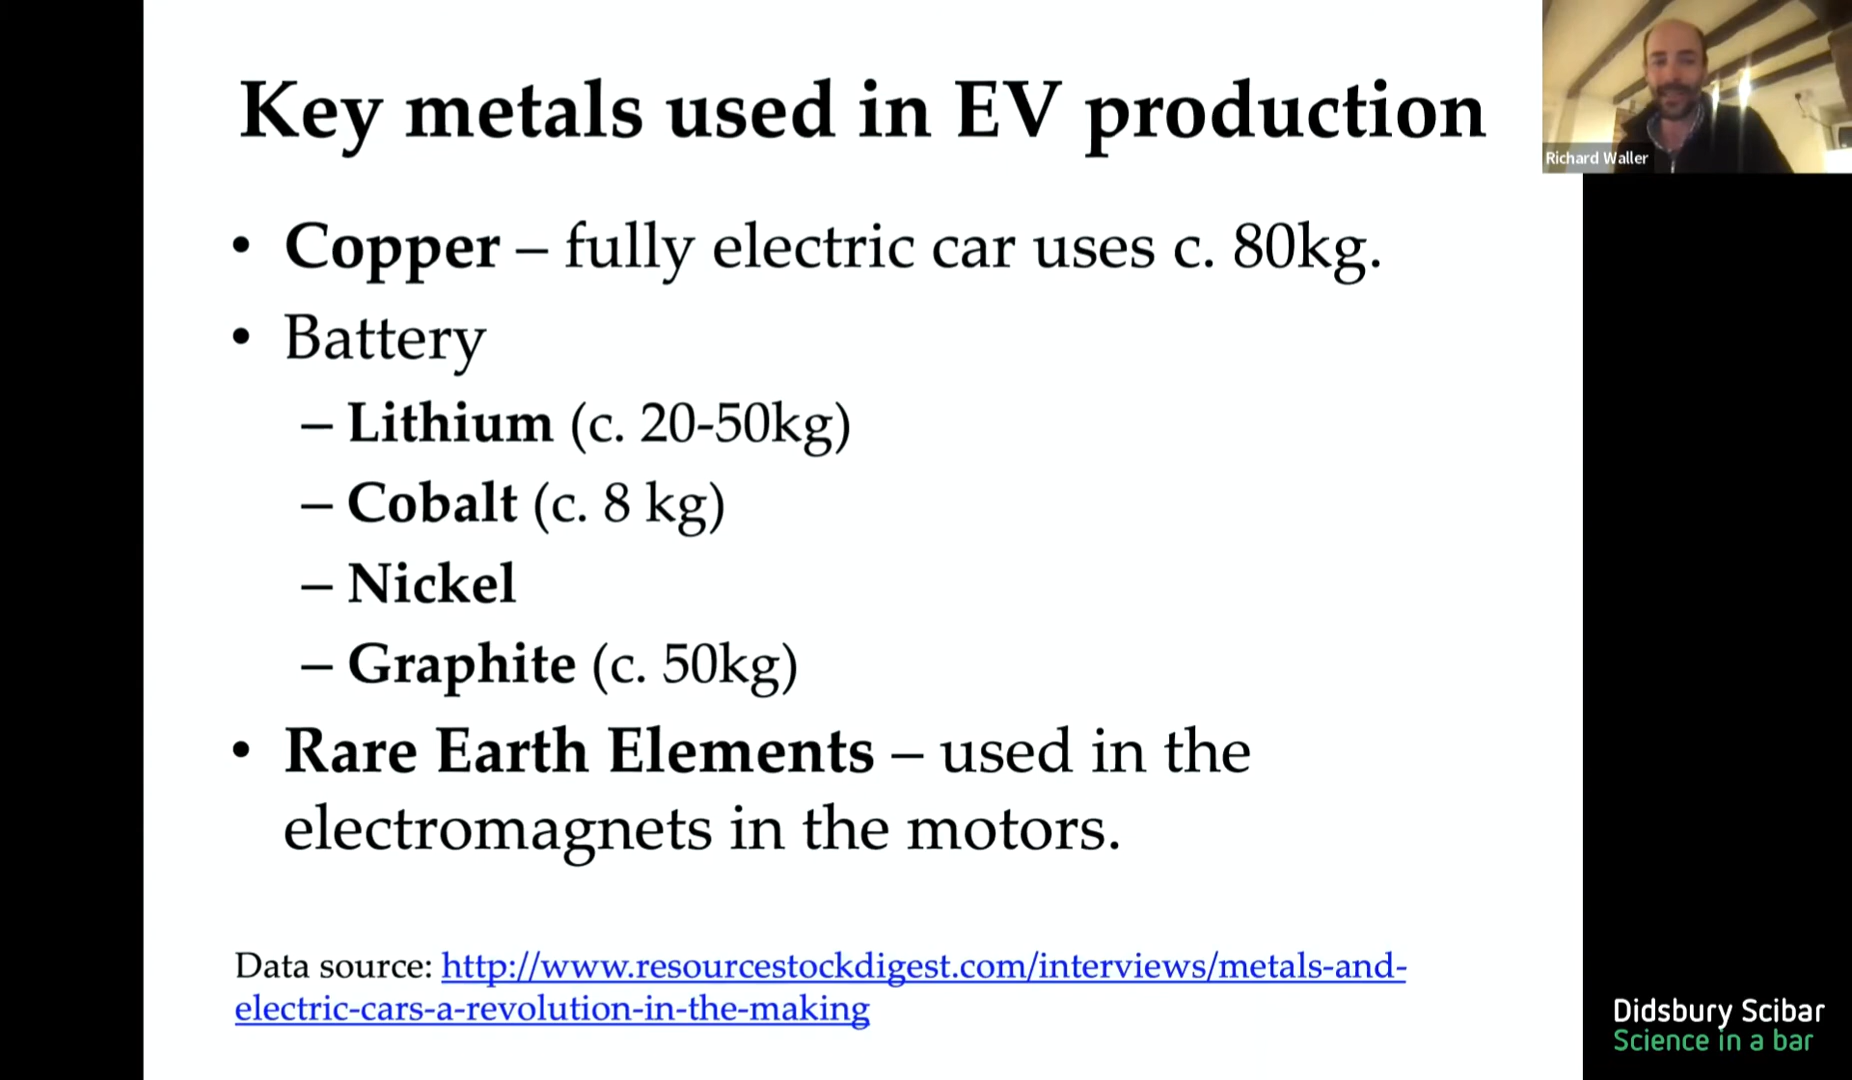 Key metals used in EV production
Richard Waller
• Copper – fully electric car uses c. 80kg.
• Battery
– Lithium (c. 20-50kg)
– Cobalt (c. 8 kg)
– Nickel
– Graphite (c. 50kg)
• Rare Earth Elements – used in the
electromagnets in the motors.
Data source: http://www.resourcestockdigest.com/interviews/metals-and-
electric-cars-a-revolution-in-the-making
Didsbury Scibar
Science in a bar